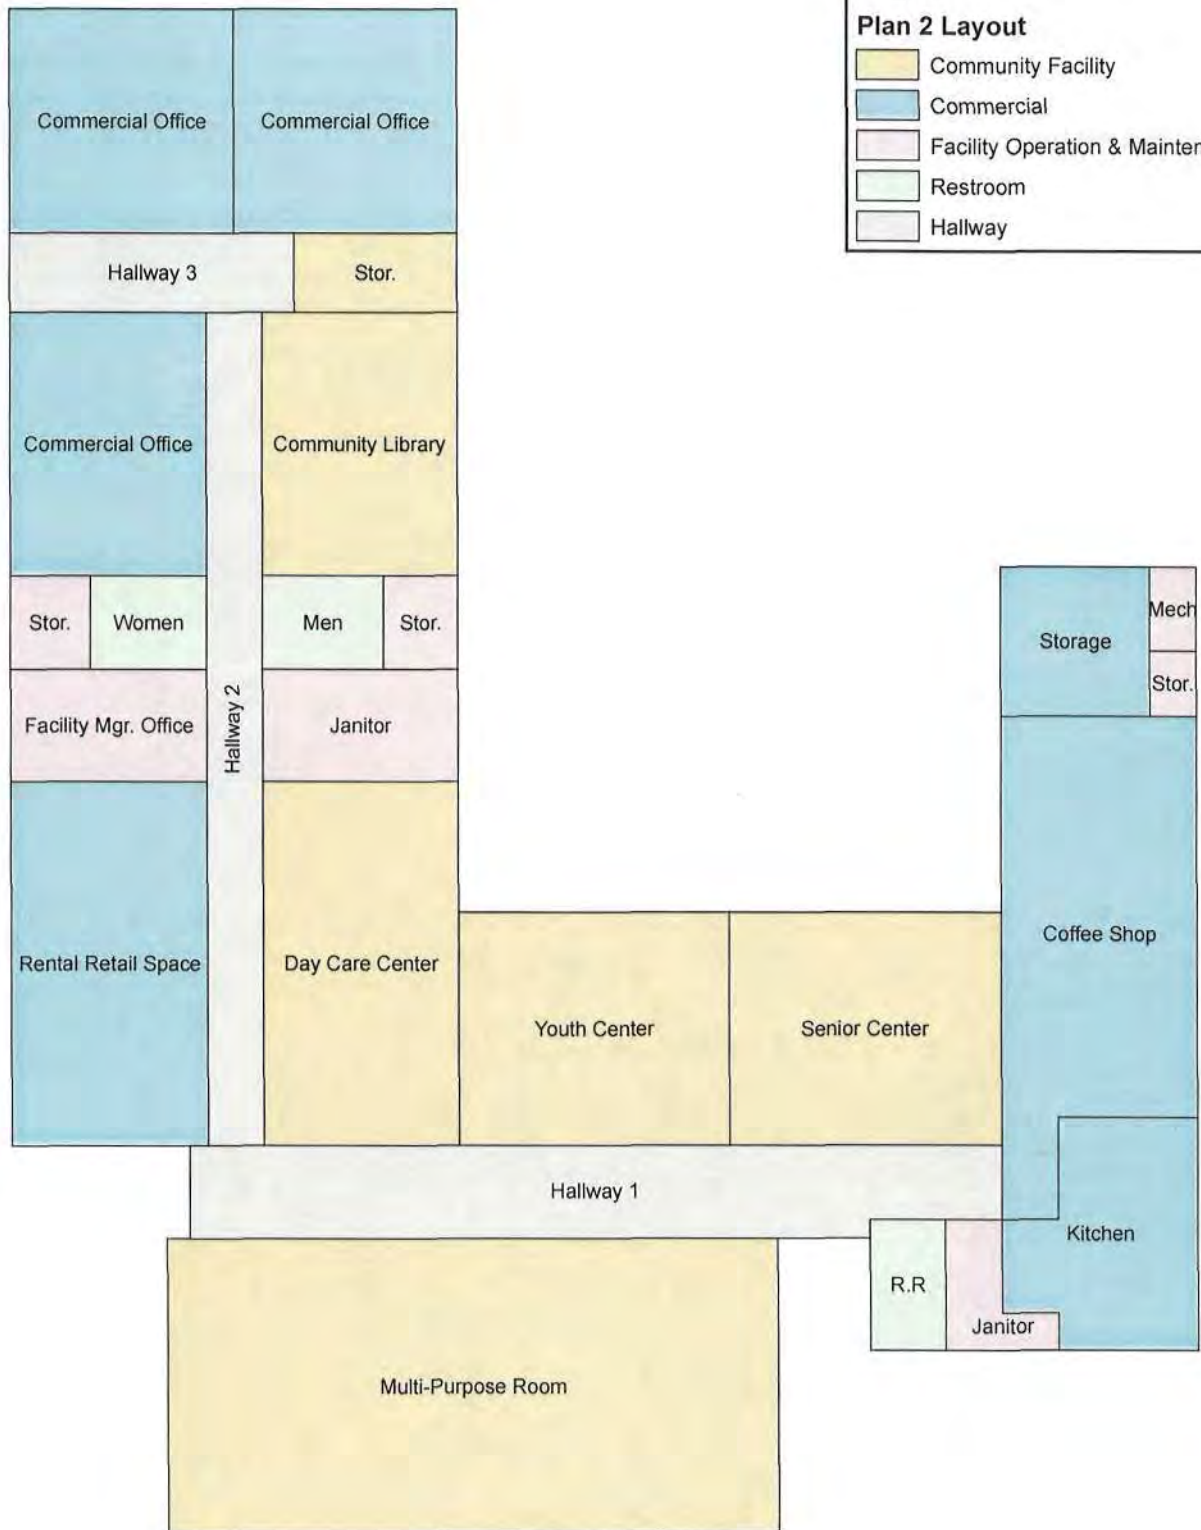 Plan 2 Layout
Community Facility
Commercial
Facility Operation & Mainten
Restroom
Hallway
Commercial Office
Commercial Office
Hallway 3
Stor.
Commercial Office
Community Library
Stor.
Women
Men
Stor.
Storage
Mech
Stor.
Facility Mgr. Office
Hallway 2
Janitor
Rental Retail Space
Day Care Center
Youth Center
Senior Center
Coffee Shop
Hallway 1
Kitchen
R.R
Janitor
Multi-Purpose Room